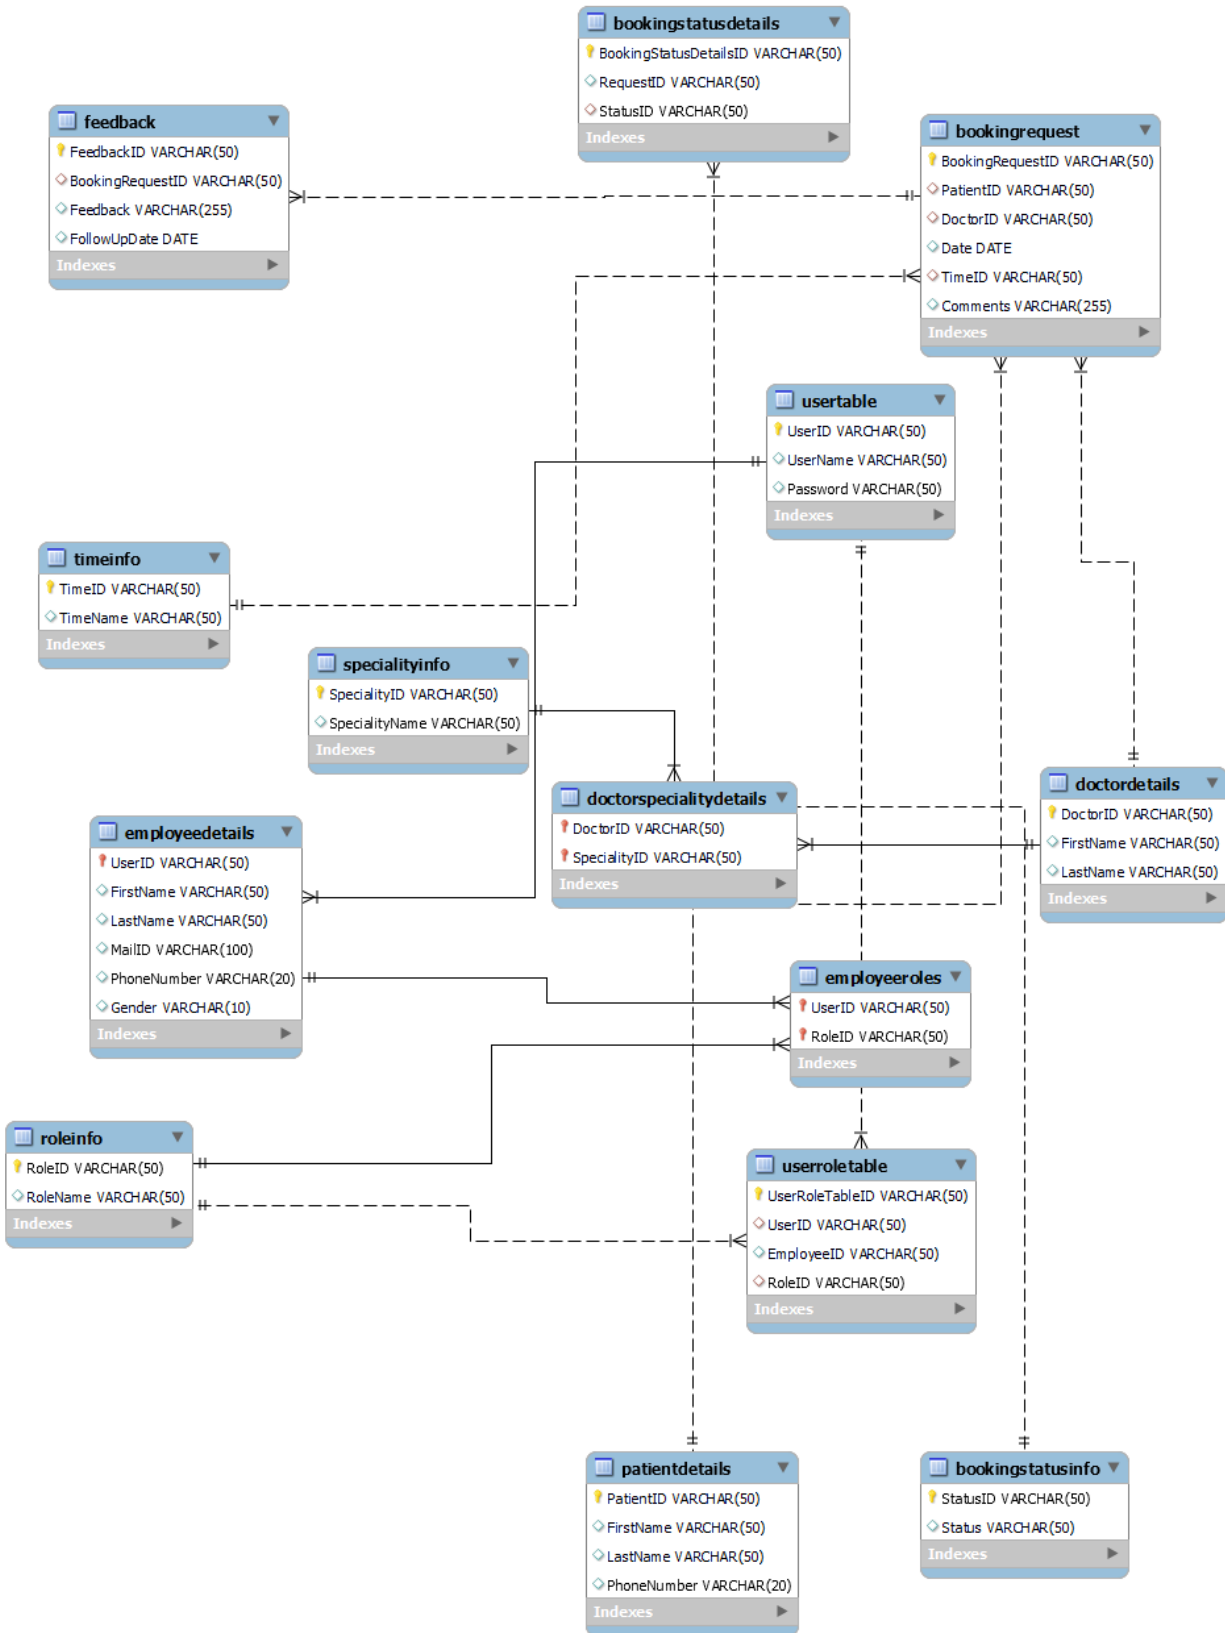 bookingstatusdetails
BookingStatusDetailsID VARCHAR(50)
RequestID VARCHAR(50)
StatusID VARCHAR(50)
Indexes
feedback
FeedbackID VARCHAR(50)
BookingRequestID VARCHAR(50)
Feedback VARCHAR(255)
FollowUpDate DATE
Indexes
bookingrequest
BookingRequestID VARCHAR(50)
PatientID VARCHAR(50)
DoctorID VARCHAR(50)
Date DATE
TimeID VARCHAR(50)
Comments VARCHAR(255)
Indexes
usertable
UserID VARCHAR(50)
UserName VARCHAR(50)
Password VARCHAR(50)
Indexes
timeinfo
TimeID VARCHAR(50)
TimeName VARCHAR(50)
Indexes
specialityinfo
SpecialityID VARCHAR(50)
SpecialityName VARCHAR(50)
Indexes
doctorspecialitydetails
DoctorID VARCHAR(50)
SpecialityID VARCHAR(50)
Indexes
doctordetails
DoctorID VARCHAR(50)
FirstName VARCHAR(50)
LastName VARCHAR(50)
Indexes
employeedetails
UserID VARCHAR(50)
FirstName VARCHAR(50)
LastName VARCHAR(50)
MailID VARCHAR(100)
PhoneNumber VARCHAR(20)
Gender VARCHAR(10)
Indexes
employeeroles
UserID VARCHAR(50)
RoleID VARCHAR(50)
Indexes
roleinfo
RoleID VARCHAR(50)
RoleName VARCHAR(50)
Indexes
userroletable
UserRoleTableID VARCHAR(50)
UserID VARCHAR(50)
EmployeeID VARCHAR(50)
RoleID VARCHAR(50)
Indexes
patientdetails
PatientID VARCHAR(50)
FirstName VARCHAR(50)
LastName VARCHAR(50)
PhoneNumber VARCHAR(20)
Indexes
bookingstatusinfo
StatusID VARCHAR(50)
Status VARCHAR(50)
Indexes